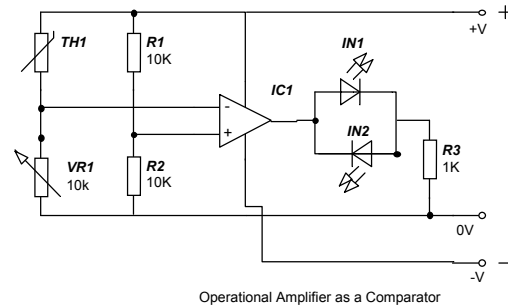 +
+V
TH1
R1
10K
IN1
IC1
-
+
IN2
VR1
10k
R2
10K
R3
1K
0V
-V
−
Operational Amplifier as a Comparator